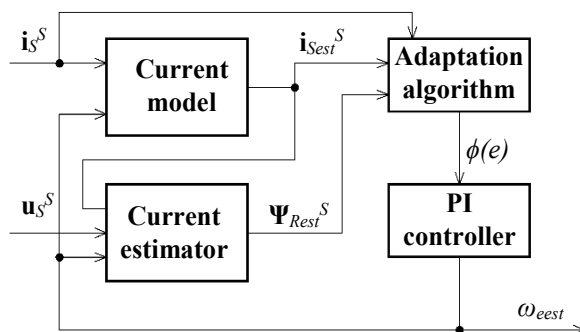 i_S^S
Current model
i_Sest^S
Adaptation algorithm
ϕ(e)
u_S^S
Current estimator
Ψ_Rest^S
PI controller
ω_eest